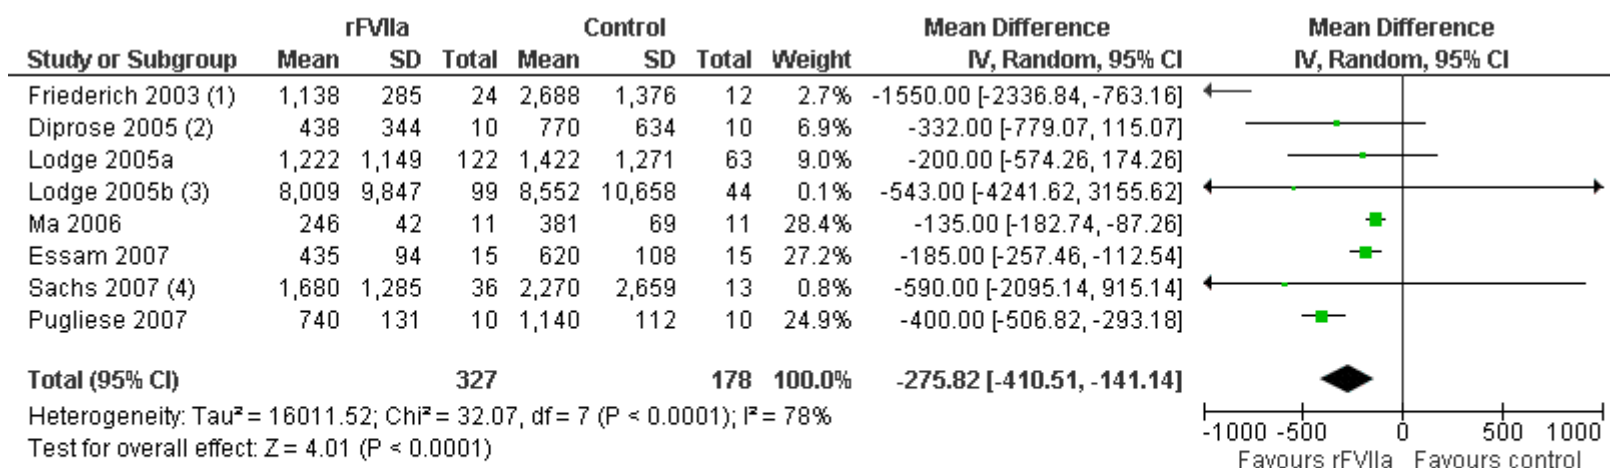 rFVIIa Control Mean Difference Mean Difference
Study or Subgroup Mean SD Total Mean SD Total Weight IV, Random, 95% CI IV, Random, 95% CI
Friederich 2003 (1) 1,138 285 24 2,688 1,376 12 2.7% -1550.00 [-2336.84, -763.16]
Diprose 2005 (2) 438 344 10 770 634 10 6.9% -332.00 [-779.07, 115.07]
Lodge 2005a 1,222 1,149 122 1,422 1,271 63 9.0% -200.00 [-574.26, 174.26]
Lodge 2005b (3) 8,009 9,847 99 8,552 10,658 44 0.1% -543.00 [-4241.62, 3155.62]
Ma 2006 246 42 11 381 69 11 28.4% -135.00 [-182.74, -87.26]
Essam 2007 435 94 15 620 108 15 27.2% -185.00 [-257.46, -112.54]
Sachs 2007 (4) 1,680 1,285 36 2,270 2,659 13 0.8% -590.00 [-2095.14, 915.14]
Pugliese 2007 740 131 10 1,140 112 10 24.9% -400.00 [-506.82, -293.18]
Total (95% CI) 327 178 100.0% -275.82 [-410.51, -141.14]
Heterogeneity: Tau² = 16011.52; Chi² = 32.07, df = 7 (P < 0.0001); I² = 78%
Test for overall effect: Z = 4.01 (P < 0.0001)
-1000 -500 0 500 1000
Favours rFVIIa Favours control